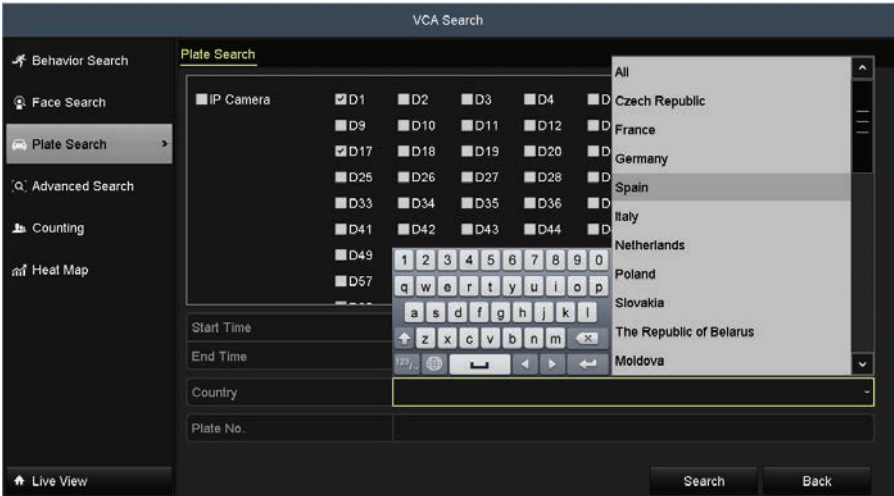 VCA Search
Behavior Search
Face Search
Plate Search
Advanced Search
Counting
Heat Map
Live View
Plate Search
IP Camera D1 D2 D3 D4 D
D9 D10 D11 D12 D
D17 D18 D19 D20 D
D25 D26 D27 D28 D
D33 D34 D35 D36 D
D41 D42 D43 D44 D
D49
D57
Start Time
End Time
Country
Plate No.
All
Czech Republic
France
Germany
Spain
Italy
Netherlands
Poland
Slovakia
The Republic of Belarus
Moldova
1 2 3 4 5 6 7 8 9 0
q w e r t y u i o p
a s d f g h j k l
z x c v b n m
123/..
Search Back